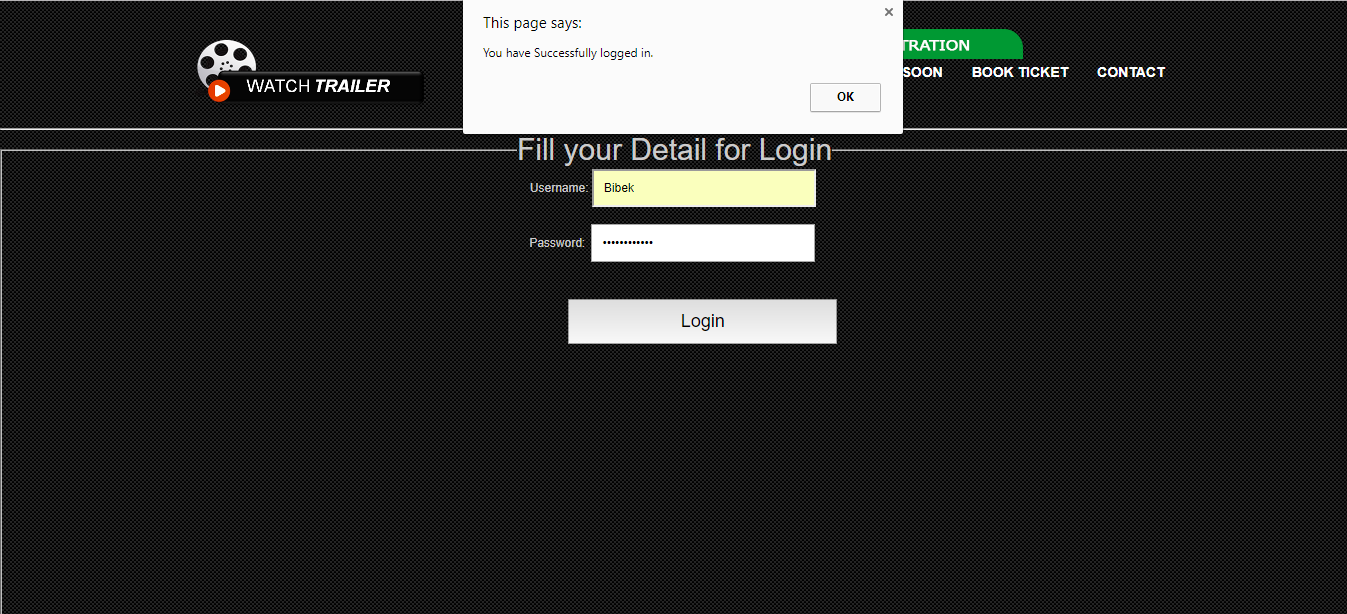 This page says:
You have Successfully logged in.
OK
WATCH TRAILER
TRATION
SOON BOOK TICKET CONTACT
Fill your Detail for Login
Username: Bibek
Password: ••••••••••••
Login